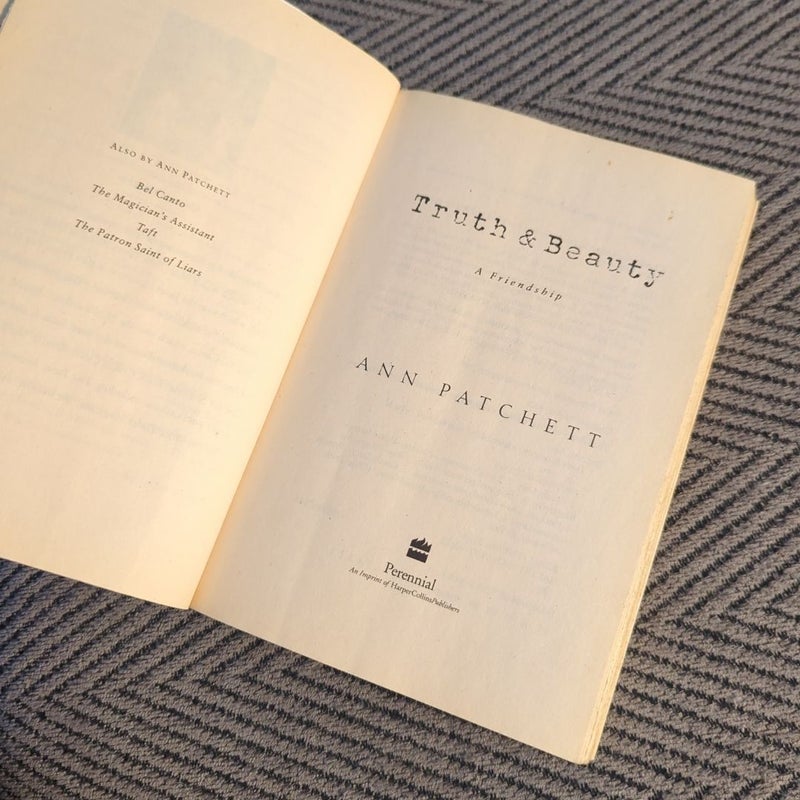 ALSO BY ANN PATCHETT
Bel Canto
The Magician's Assistant
Taft
The Patron Saint of Liars
Truth & Beauty
A Friendship
ANN PATCHETT
Perennial
An Imprint of HarperCollinsPublishers